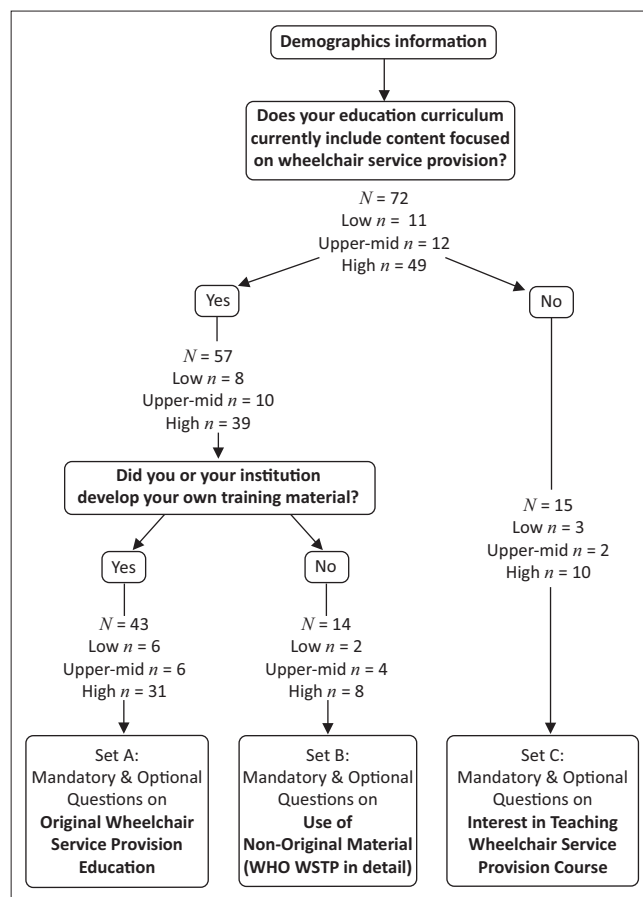 Demographics information
Does your education curriculum
currently include content focused
on wheelchair service provision?
N = 72
Low n = 11
Upper-mid n = 12
High n = 49
Yes
No
N = 57
Low n = 8
Upper-mid n = 10
High n = 39
Did you or your institution
develop your own training material?
N = 15
Low n = 3
Upper-mid n = 2
High n = 10
Yes
No
N = 43
Low n = 6
Upper-mid n = 6
High n = 31
N = 14
Low n = 2
Upper-mid n = 4
High n = 8
Set A:
Mandatory & Optional
Questions on
Original Wheelchair
Service Provision
Education
Set B:
Mandatory & Optional
Questions on
Use of
Non-Original Material
(WHO WSTP in detail)
Set C:
Mandatory & Optional
Questions on
Interest in Teaching
Wheelchair Service
Provision Course